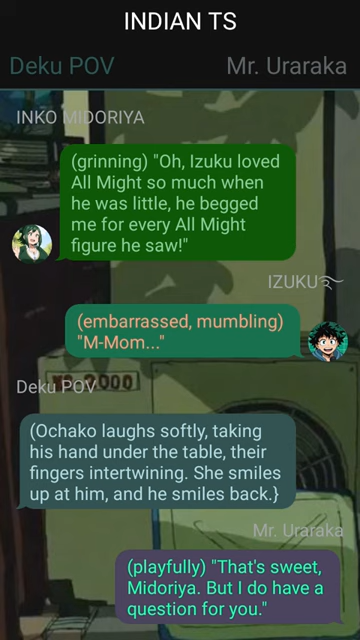 INDIAN TS
Deku POV
Mr. Uraraka
INKO MIDORIYA
(grinning) "Oh, Izuku loved
All Might so much when
he was little, he begged
me for every All Might
figure he saw!"
IZUKU
(embarrassed, mumbling)
"M-Mom..."
Deku POV
(Ochako laughs softly, taking
his hand under the table, their
fingers intertwining. She smiles
up at him, and he smiles back.}
Mr. Uraraka
(playfully) "That's sweet,
Midoriya. But I do have a
question for you."